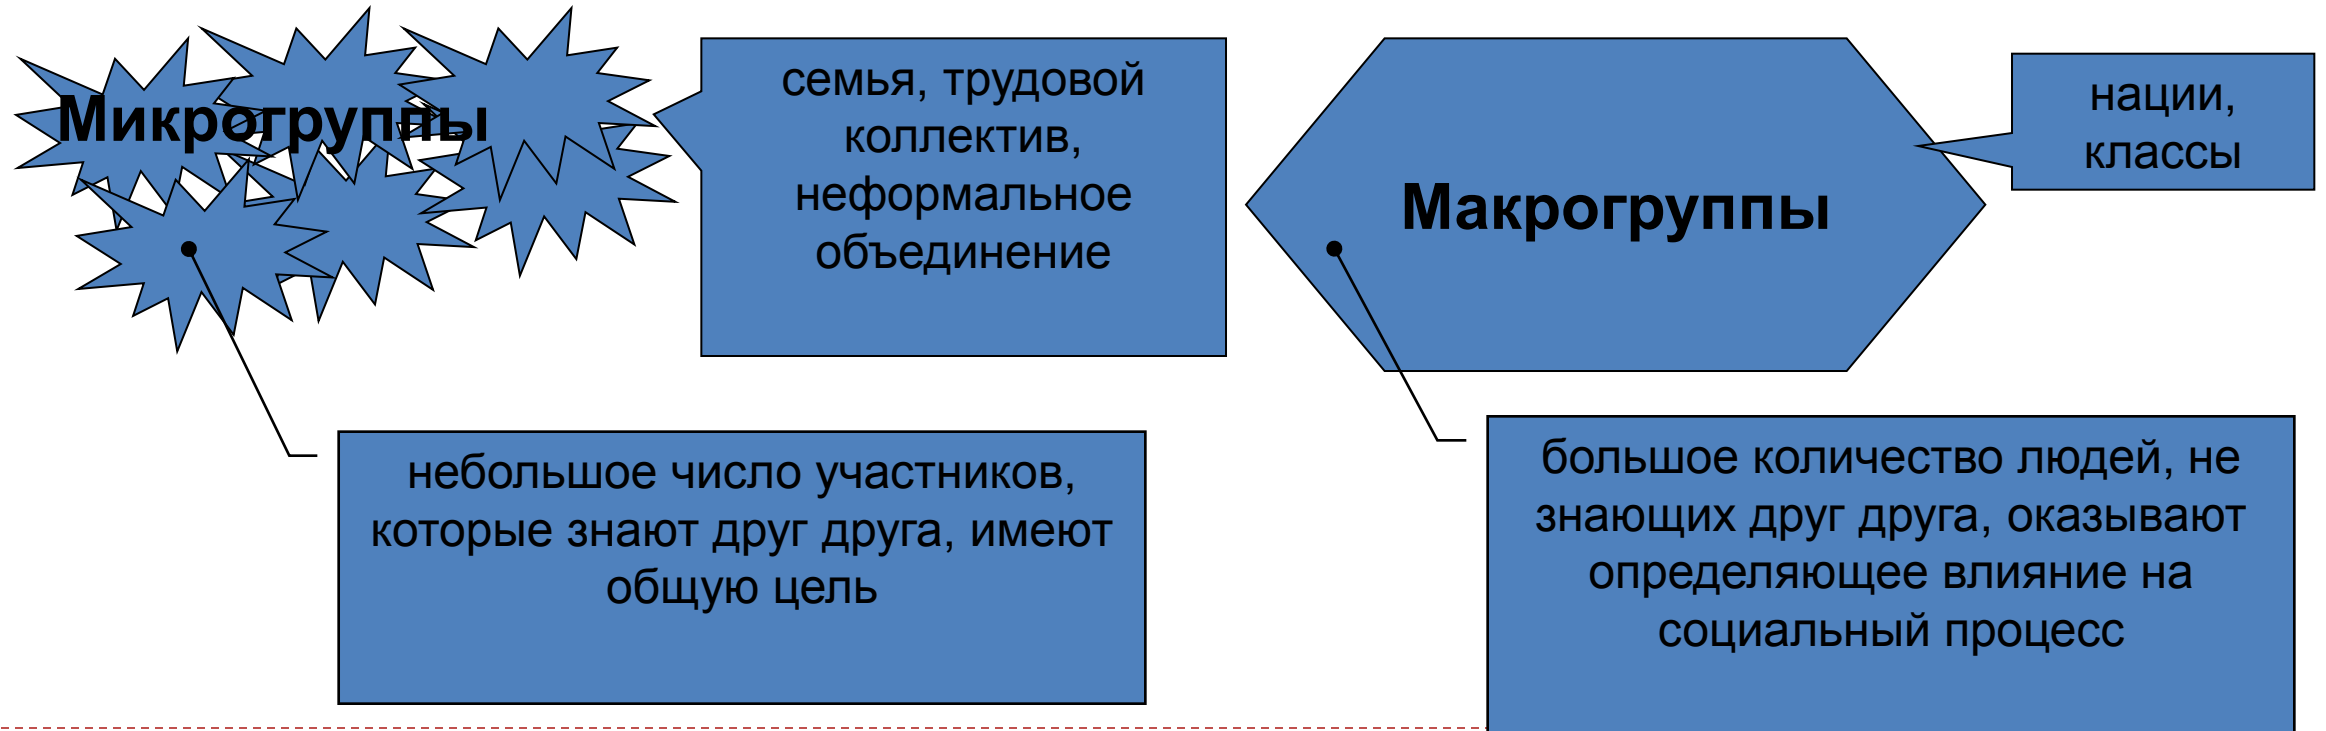 Микрогруппы
семья, трудовой
коллектив,
неформальное
объединение
небольшое число участников,
которые знают друг друга, имеют
общую цель
Макрогруппы
нации,
классы
большое количество людей, не
знающих друг друга, оказывают
определяющее влияние на
социальный процесс